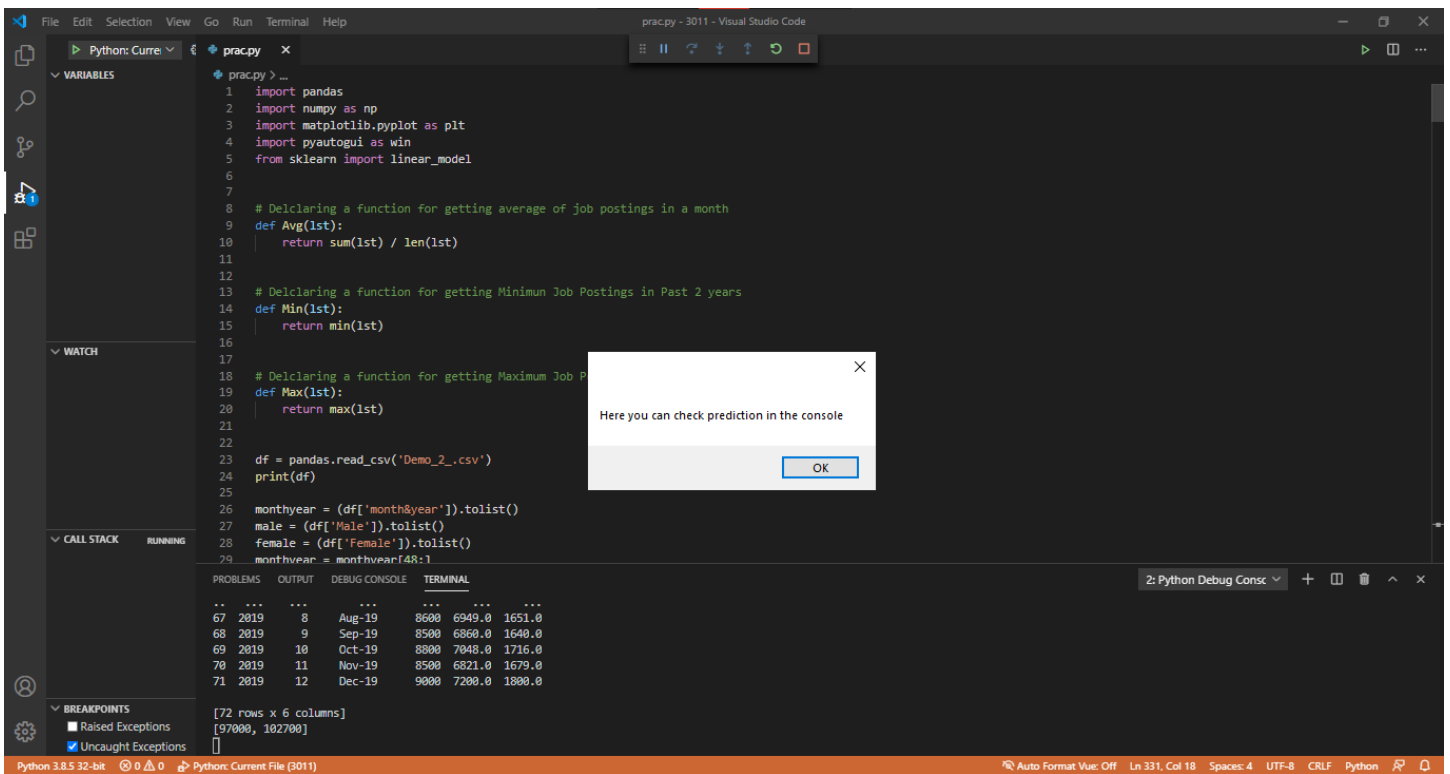 File Edit Selection View Go Run Terminal Help
prac.py - 3011 - Visual Studio Code
Python: Curre
prac.py
VARIABLES
prac.py > ...
1 import pandas
2 import numpy as np
3 import matplotlib.pyplot as plt
4 import pyautogui as win
5 from sklearn import linear_model
6
7
8 # Delclaring a function for getting average of job postings in a month
9 def Avg(lst):
10 return sum(lst) / len(lst)
11
12
13 # Delclaring a function for getting Minimun Job Postings in Past 2 years
14 def Min(lst):
15 return min(lst)
16
17
18 # Delclaring a function for getting Maximum Job P
19 def Max(lst):
20 return max(lst)
21
22
23 df = pandas.read_csv('Demo_2_.csv')
24 print(df)
25
26 monthyear = (df['month&year']).tolist()
27 male = (df['Male']).tolist()
28 female = (df['Female']).tolist()
29 monthyear = monthyear[48:]
WATCH
Here you can check prediction in the console
OK
CALL STACK RUNNING
PROBLEMS OUTPUT DEBUG CONSOLE TERMINAL
2: Python Debug Consc
.. ... ... ... ... ... ...
67 2019 8 Aug-19 8600 6949.0 1651.0
68 2019 9 Sep-19 8500 6860.0 1640.0
69 2019 10 Oct-19 8800 7048.0 1716.0
70 2019 11 Nov-19 8500 6821.0 1679.0
71 2019 12 Dec-19 9000 7200.0 1800.0
[72 rows x 6 columns]
[97000, 102700]
BREAKPOINTS
Raised Exceptions
Uncaught Exceptions
1
Python 3.8.5 32-bit 0 0 Python: Current File (3011)
Auto Format Vue: Off Ln 331, Col 18 Spaces: 4 UTF-8 CRLF Python